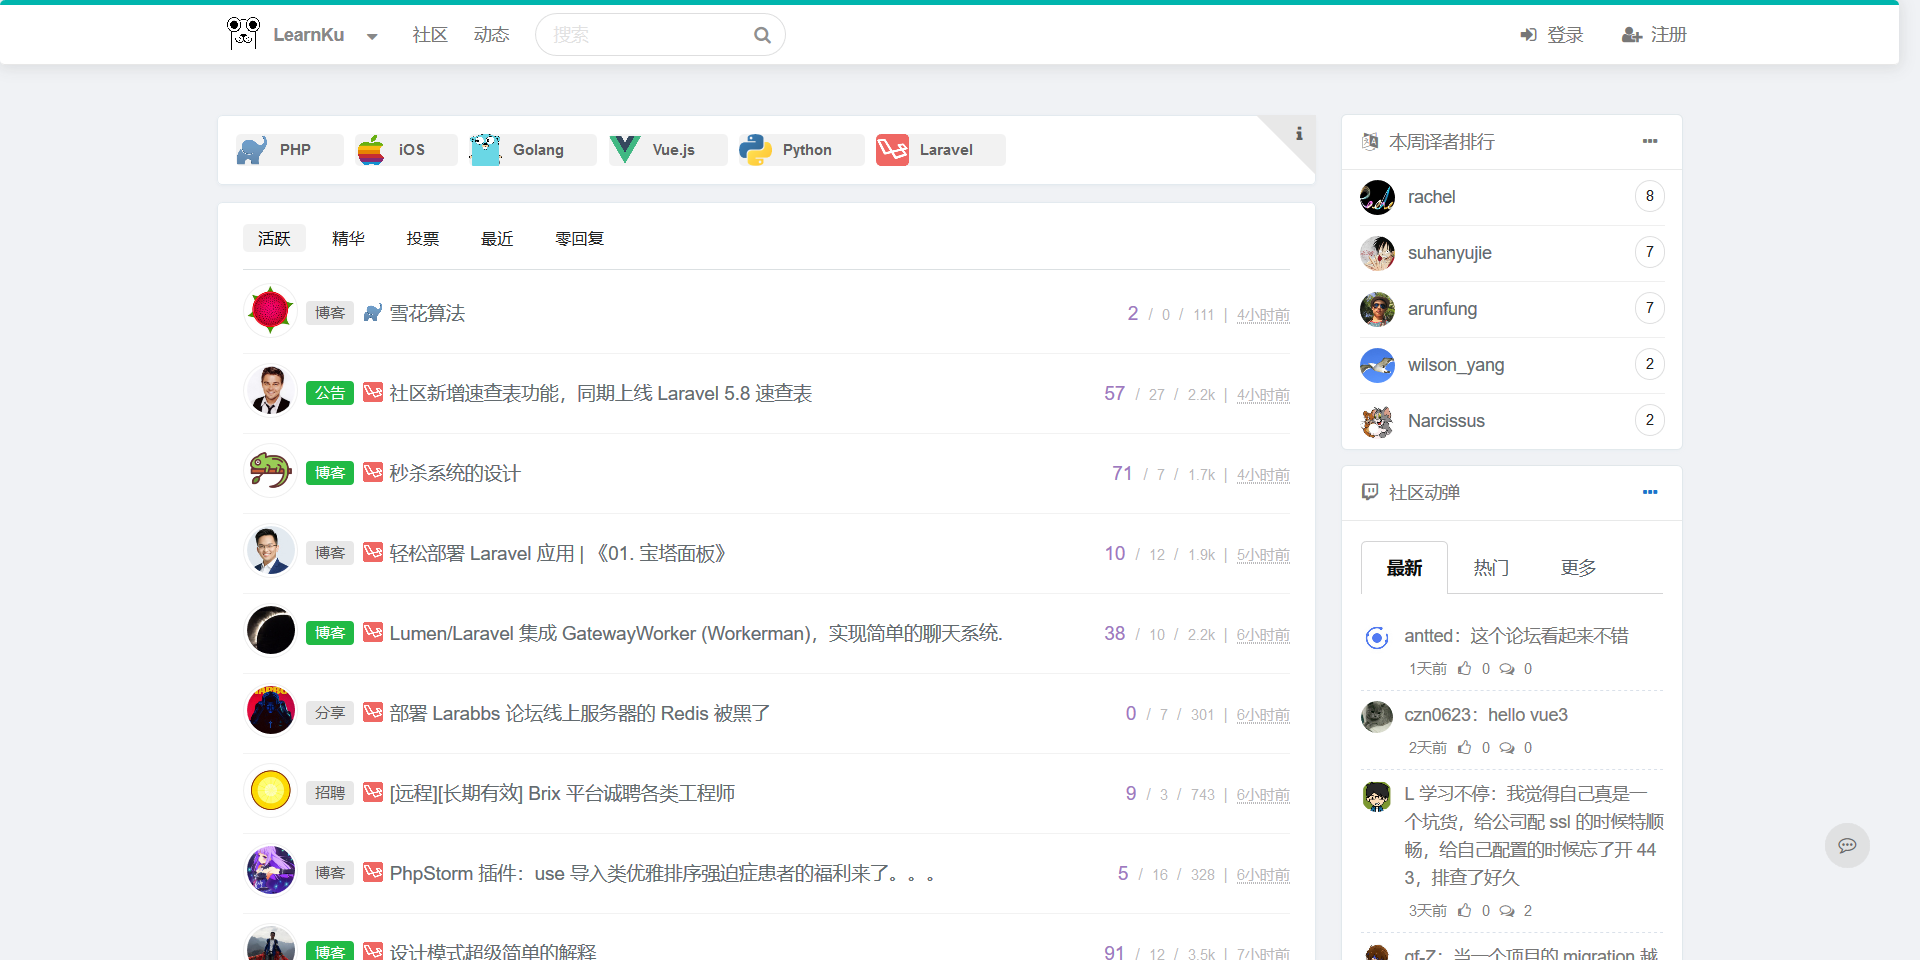 LearnKu 社区 动态 搜索 登录 注册
PHP iOS Golang Vue.js Python Laravel
活跃 精华 投票 最近 零回复
博客 雪花算法 2 / 0 / 111 | 4小时前
公告 社区新增速查表功能，同期上线 Laravel 5.8 速查表 57 / 27 / 2.2k | 4小时前
博客 秒杀系统的设计 71 / 7 / 1.7k | 4小时前
博客 轻松部署 Laravel 应用 | 《01. 宝塔面板》 10 / 12 / 1.9k | 5小时前
博客 Lumen/Laravel 集成 GatewayWorker (Workerman)，实现简单的聊天系统. 38 / 10 / 2.2k | 6小时前
分享 部署 Larabbs 论坛线上服务器的 Redis 被黑了 0 / 7 / 301 | 6小时前
招聘 [远程][长期有效] Brix 平台诚聘各类工程师 9 / 3 / 743 | 6小时前
博客 PhpStorm 插件：use 导入类优雅排序强迫症患者的福利来了。。。 5 / 16 / 328 | 6小时前
博客 设计模式超级简单的解释 91 / 12 / 3.5k | 7小时前
本周译者排行
rachel 8
suhanyujie 7
arunfung 7
wilson_yang 2
Narcissus 2
社区动弹
最新 热门 更多
antted：这个论坛看起来不错
1天前 0 0
czn0623：hello vue3
2天前 0 0
L 学习不停：我觉得自己真是一
个坑货，给公司配 ssl 的时候特顺
畅，给自己配置的时候忘了开 44
3，排查了好久
3天前 0 2
gf-Z：当一个项目的 migration 越